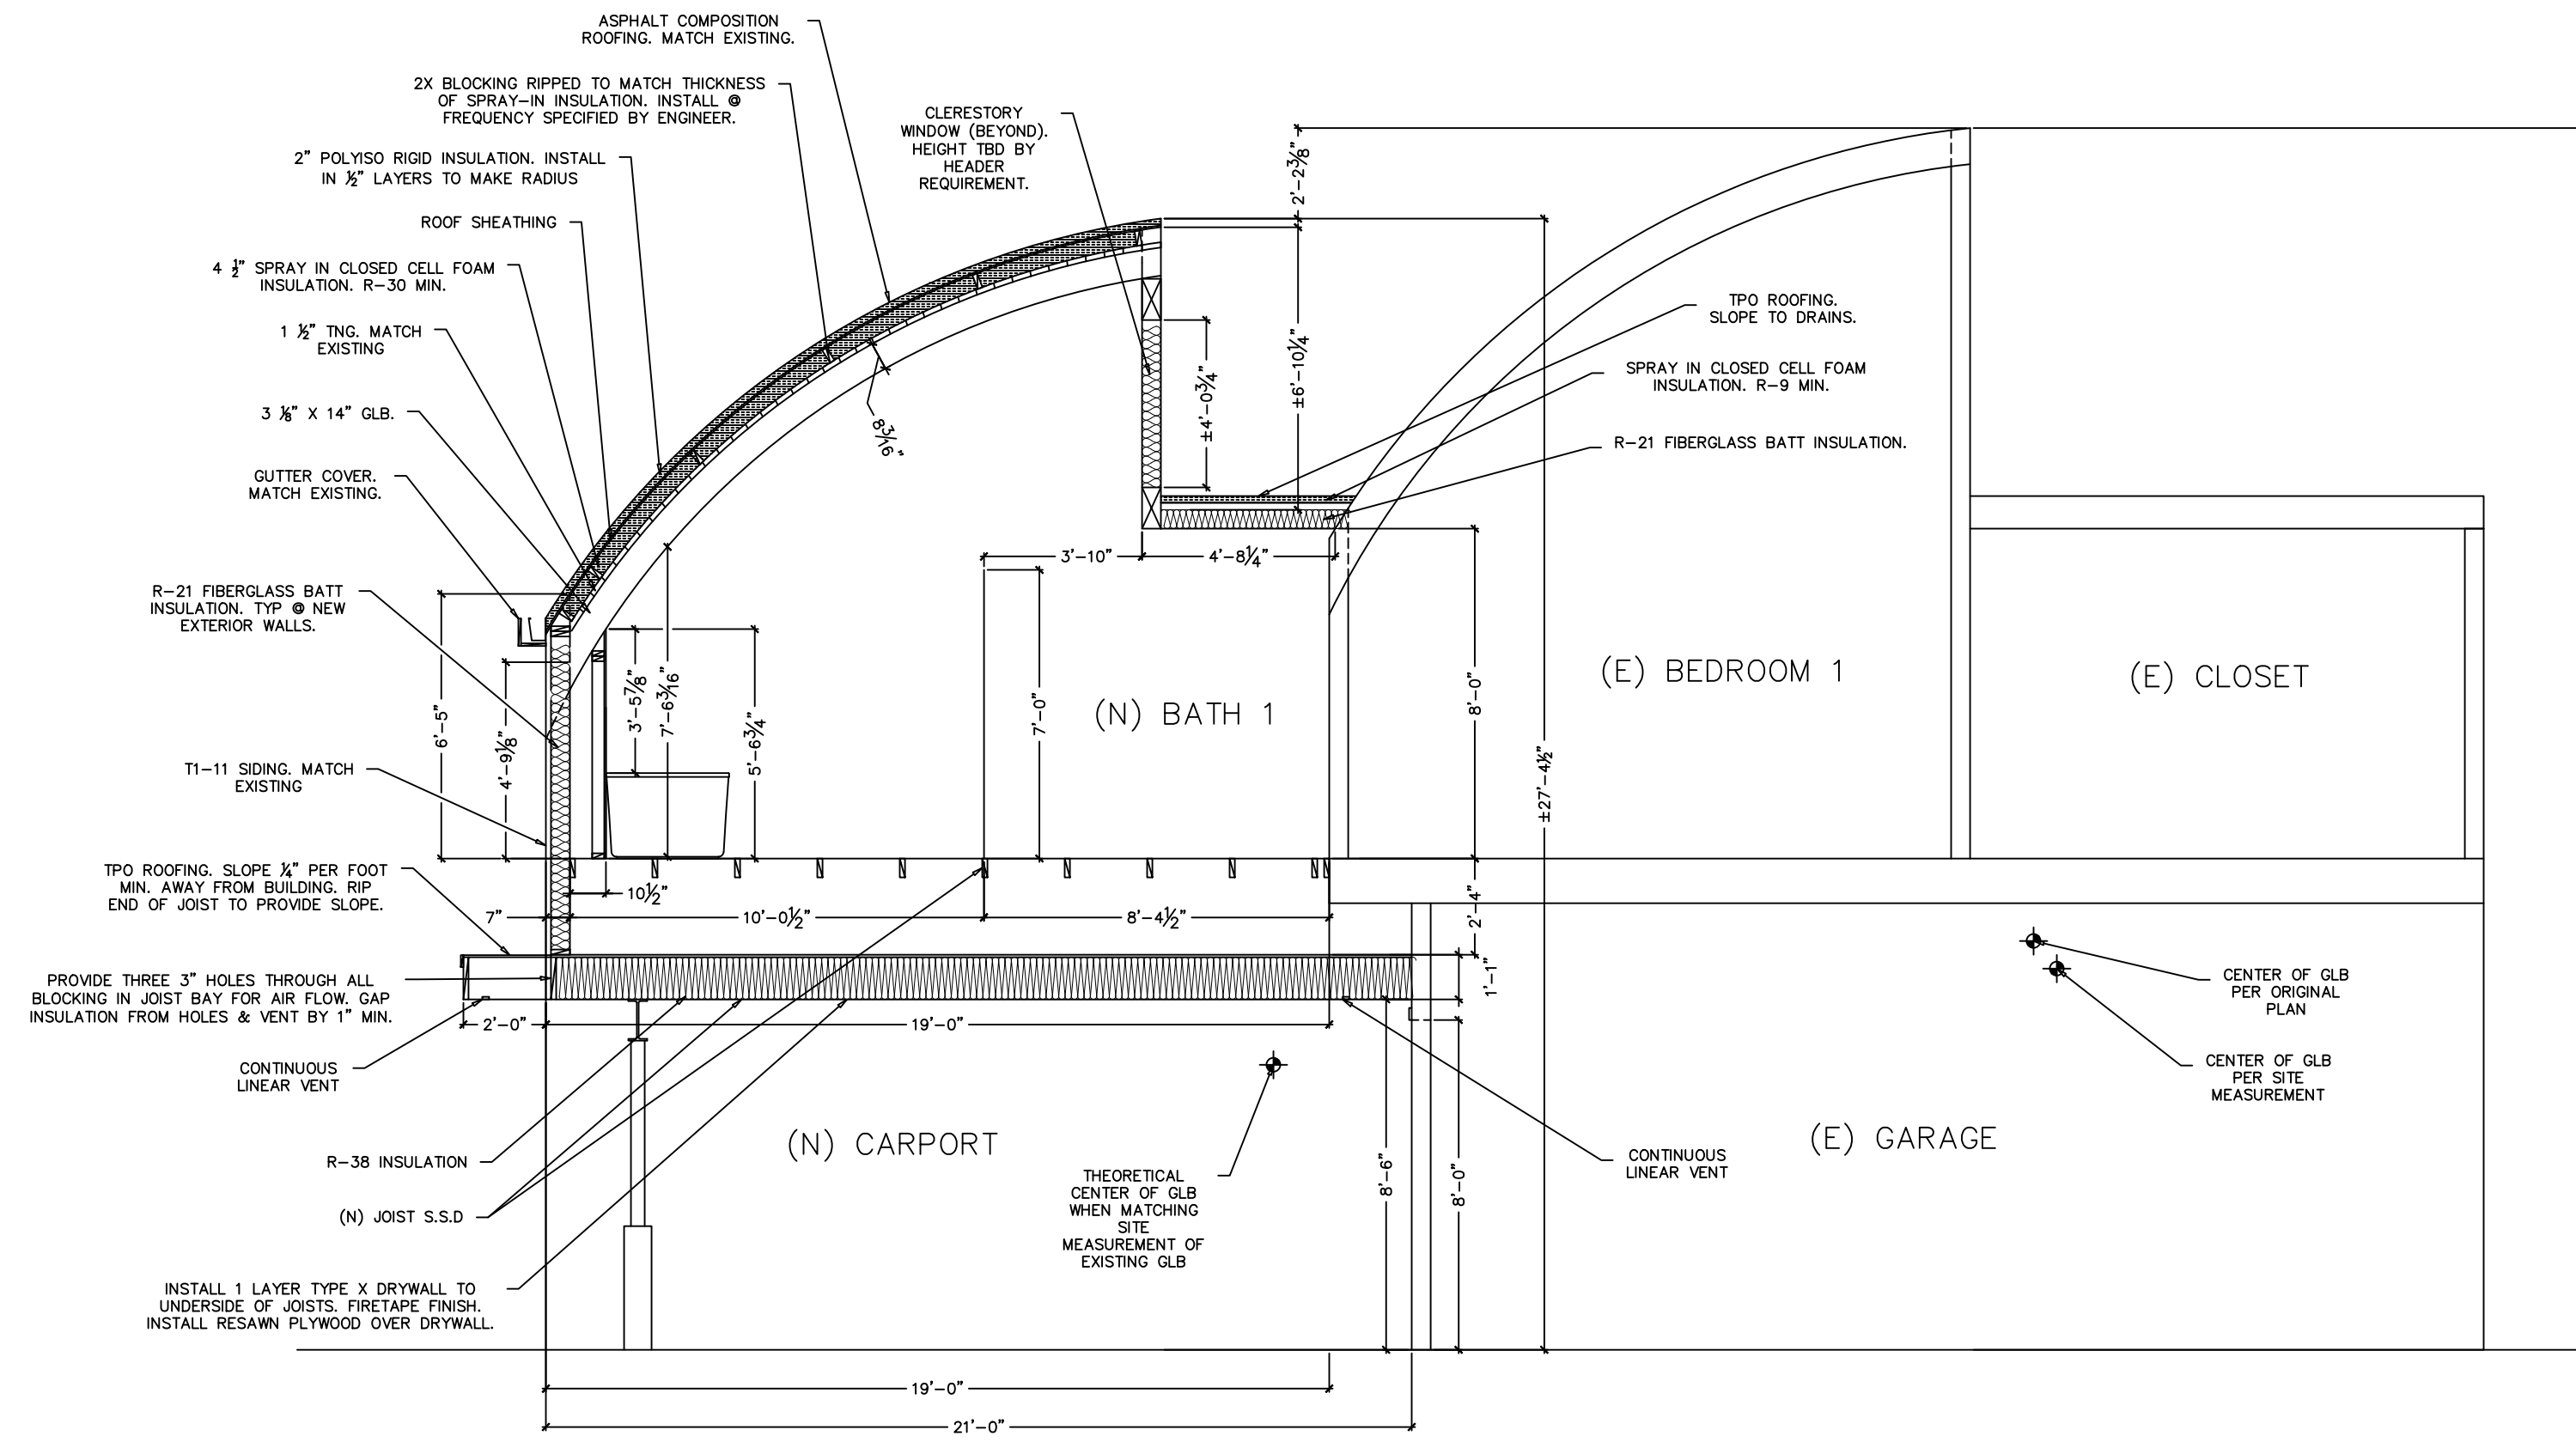 ASPHALT COMPOSITION
ROOFING. MATCH EXISTING.
2X BLOCKING RIPPED TO MATCH THICKNESS
OF SPRAY-IN INSULATION. INSTALL @
FREQUENCY SPECIFIED BY ENGINEER.
CLERESTORY
WINDOW (BEYOND).
HEIGHT TBD BY
HEADER
REQUIREMENT.
2" POLYISO RIGID INSULATION. INSTALL
IN ½" LAYERS TO MAKE RADIUS
ROOF SHEATHING
4 ½" SPRAY IN CLOSED CELL FOAM
INSULATION. R-30 MIN.
1 ½" TNG. MATCH
EXISTING
3 ⅛" X 14" GLB.
GUTTER COVER.
MATCH EXISTING.
R-21 FIBERGLASS BATT
INSULATION. TYP @ NEW
EXTERIOR WALLS.
T1-11 SIDING. MATCH
EXISTING
TPO ROOFING. SLOPE ¼" PER FOOT
MIN. AWAY FROM BUILDING. RIP
END OF JOIST TO PROVIDE SLOPE.
PROVIDE THREE 3" HOLES THROUGH ALL
BLOCKING IN JOIST BAY FOR AIR FLOW. GAP
INSULATION FROM HOLES & VENT BY 1" MIN.
CONTINUOUS
LINEAR VENT
R-38 INSULATION
(N) JOIST S.S.D
INSTALL 1 LAYER TYPE X DRYWALL TO
UNDERSIDE OF JOISTS. FIRETAPE FINISH.
INSTALL RESAWN PLYWOOD OVER DRYWALL.
2'-2⅜"
±6'-10¼"
±4'-0¾"
8 3/16"
TPO ROOFING.
SLOPE TO DRAINS.
SPRAY IN CLOSED CELL FOAM
INSULATION. R-9 MIN.
R-21 FIBERGLASS BATT INSULATION.
3'-10"
4'-8¼"
6'-5"
4'-9⅛"
3'-5⅞"
7'-6 3/16"
5'-6¾"
7'-0"
(N) BATH 1
8'-0"
±27'-4½"
(E) BEDROOM 1
(E) CLOSET
10½"
7"
10'-0½"
8'-4½"
2'-4"
1'-1"
2'-0"
19'-0"
(N) CARPORT
THEORETICAL
CENTER OF GLB
WHEN MATCHING
SITE
MEASUREMENT OF
EXISTING GLB
8'-6"
8'-0"
CONTINUOUS
LINEAR VENT
(E) GARAGE
CENTER OF GLB
PER ORIGINAL
PLAN
CENTER OF GLB
PER SITE
MEASUREMENT
19'-0"
21'-0"